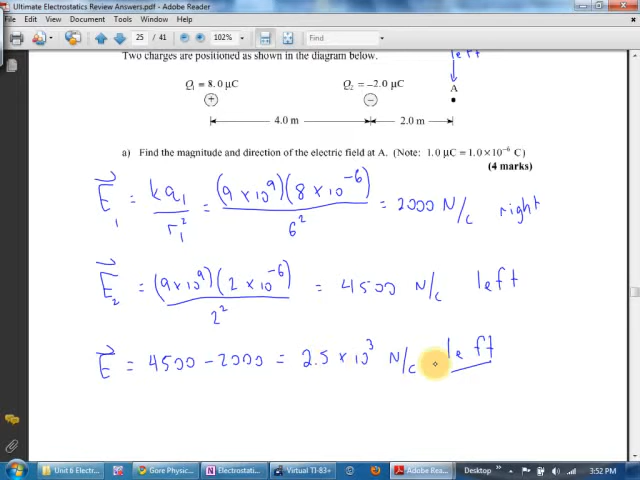 Ultimate Electrostatics Review Answers.pdf - Adobe Reader
File Edit View Document Tools Window Help
25 / 41 102% Find
Two charges are positioned as shown in the diagram below.
left
Q1 = 8.0 μC Q2 = −2.0 μC A
+ −
4.0 m 2.0 m
a) Find the magnitude and direction of the electric field at A. (Note: 1.0 μC = 1.0 × 10⁻⁶ C)
(4 marks)
E⃗₁ = kq₁/r₁² = (9 × 10⁹)(8 × 10⁻⁶)/6² = 2000 N/C right
E⃗₂ = (9 × 10⁹)(2 × 10⁻⁶)/2² = 4500 N/C left
E⃗ = 4500 − 2000 = 2.5 × 10³ N/C left
Unit 6 Electr... Gore Physic... Electrostati... Virtual TI-83+ Adobe Rea... Desktop 3:52 PM